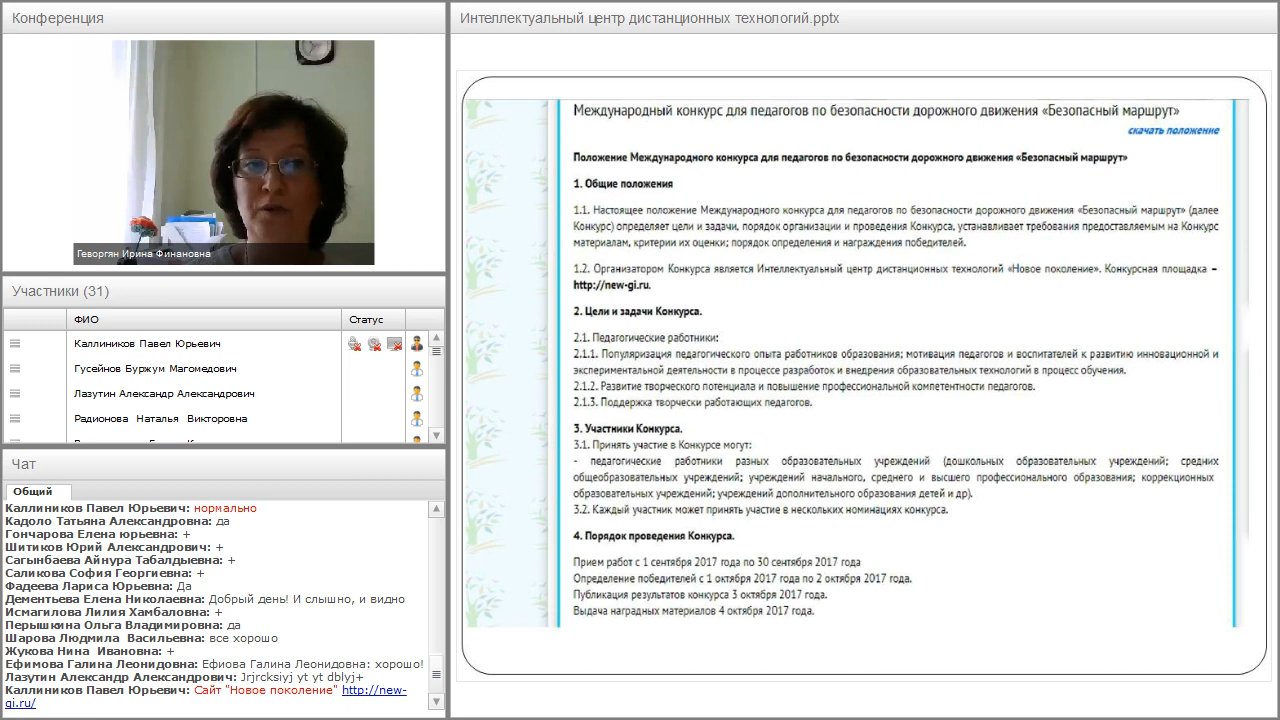 Конференция
Геворгян Ирина Финановна
Участники (31)
ФИО
Статус
Каллиников Павел Юрьевич
Гусейнов Буржум Магомедович
Лазутин Александр Александрович
Радионова Наталья Викторовна
Чат
Общий
Каллиников Павел Юрьевич: нормально
Кадоло Татьяна Александровна: да
Гончарова Елена юрьевна: +
Шитиков Юрий Александрович: +
Сагынбаева Айнура Табалдыевна: +
Саликова София Георгиевна: +
Фадеева Лариса Юрьевна: Да
Дементьева Елена Николаевна: Добрый день! И слышно, и видно
Исмагилова Лилия Хамбаловна: +
Перышкина Ольга Владимировна: да
Шарова Людмила Васильевна: все хорошо
Жукова Нина Ивановна: +
Ефимова Галина Леонидовна: Ефиова Галина Леонидовна: хорошо!
Лазутин Александр Александрович: Jrjrcksiyj yt yt dblyj+
Каллиников Павел Юрьевич: Сайт "Новое поколение" http://new-
gi.ru/
Интеллектуальный центр дистанционных технологий.pptx
Международный конкурс для педагогов по безопасности дорожного движения «Безопасный маршрут»
скачать положение
Положение Международного конкурса для педагогов по безопасности дорожного движения «Безопасный маршрут»
1. Общие положения
1.1. Настоящее положение Международного конкурса для педагогов по безопасности дорожного движения «Безопасный маршрут» (далее
Конкурс) определяет цели и задачи, порядок организации и проведения Конкурса, устанавливает требования предоставляемым на Конкурс
материалам, критерии их оценки; порядок определения и награждения победителей.
1.2. Организатором Конкурса является Интеллектуальный центр дистанционных технологий «Новое поколение». Конкурсная площадка –
http://new-gi.ru.
2. Цели и задачи Конкурса.
2.1. Педагогические работники:
2.1.1. Популяризация педагогического опыта работников образования; мотивация педагогов и воспитателей к развитию инновационной и
экспериментальной деятельности в процессе разработок и внедрения образовательных технологий в процесс обучения.
2.1.2. Развитие творческого потенциала и повышение профессиональной компетентности педагогов.
2.1.3. Поддержка творчески работающих педагогов.
3. Участники Конкурса.
3.1. Принять участие в Конкурсе могут:
- педагогические работники разных образовательных учреждений (дошкольных образовательных учреждений; средних
общеобразовательных учреждений; учреждений начального, среднего и высшего профессионального образования; коррекционных
образовательных учреждений; учреждений дополнительного образования детей и др).
3.2. Каждый участник может принять участие в нескольких номинациях конкурса.
4. Порядок проведения Конкурса.
Прием работ с 1 сентября 2017 года по 30 сентября 2017 года
Определение победителей с 1 октября 2017 года по 2 октября 2017 года.
Публикация результатов конкурса 3 октября 2017 года.
Выдача наградных материалов 4 октября 2017 года.